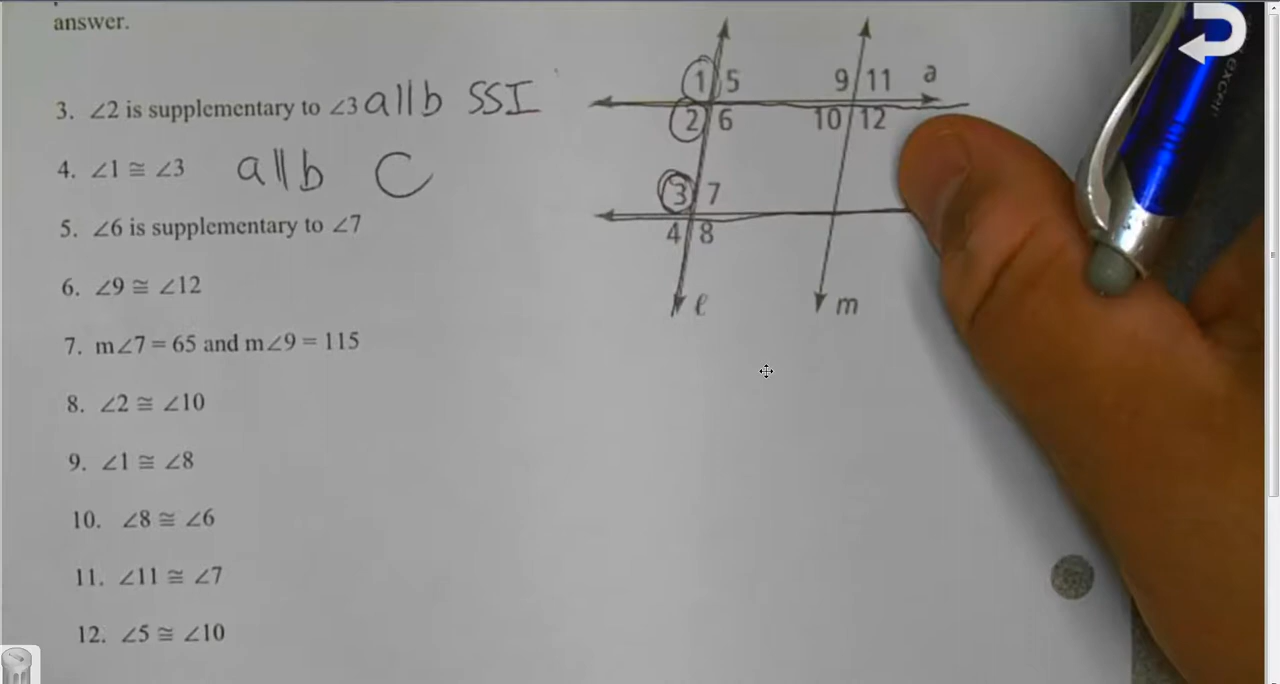 answer.
3. ∠2 is supplementary to ∠3 a||b SSI
4. ∠1 ≅ ∠3 a||b C
5. ∠6 is supplementary to ∠7
6. ∠9 ≅ ∠12
7. m∠7 = 65 and m∠9 = 115
8. ∠2 ≅ ∠10
9. ∠1 ≅ ∠8
10. ∠8 ≅ ∠6
11. ∠11 ≅ ∠7
12. ∠5 ≅ ∠10
1 5 9 11 a
2 6 10 12
3 7
4 8
ℓ m